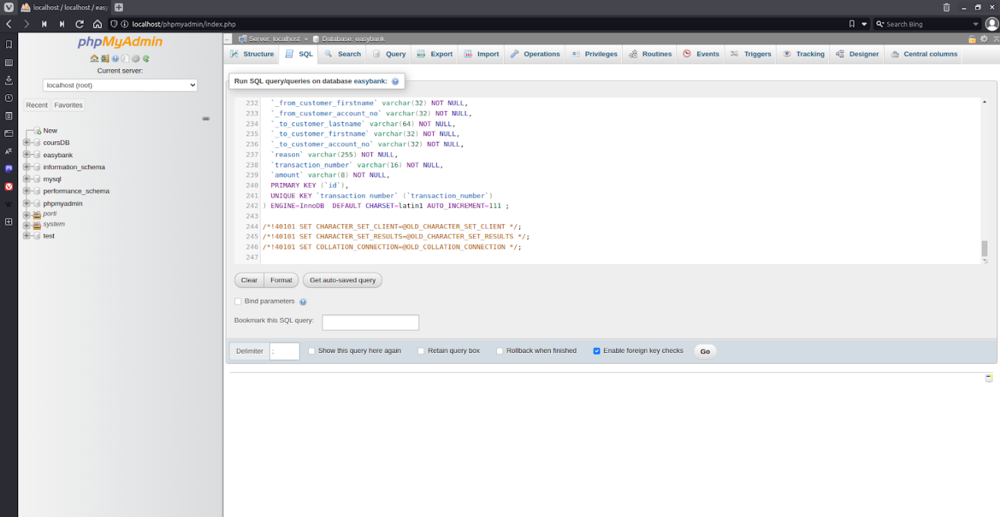 localhost / localhost / easy
localhost/phpmyadmin/index.php
Search Bing
phpMyAdmin
Current server:
localhost (root)
Recent Favorites
New
coursDB
easybank
information_schema
mysql
performance_schema
phpmyadmin
porti
system
test
Server: localhost » Database: easybank
Structure SQL Search Query Export Import Operations Privileges Routines Events Triggers Tracking Designer Central columns
Run SQL query/queries on database easybank:
232 `_from_customer_firstname` varchar(32) NOT NULL,
233 `_from_customer_account_no` varchar(32) NOT NULL,
234 `_to_customer_lastname` varchar(64) NOT NULL,
235 `_to_customer_firstname` varchar(32) NOT NULL,
236 `_to_customer_account_no` varchar(32) NOT NULL,
237 `reason` varchar(255) NOT NULL,
238 `transaction_number` varchar(16) NOT NULL,
239 `amount` varchar(8) NOT NULL,
240 PRIMARY KEY (`id`),
241 UNIQUE KEY `transaction number` (`transaction_number`)
242 ) ENGINE=InnoDB  DEFAULT CHARSET=latin1 AUTO_INCREMENT=111 ;
243
244 /*!40101 SET CHARACTER_SET_CLIENT=@OLD_CHARACTER_SET_CLIENT */;
245 /*!40101 SET CHARACTER_SET_RESULTS=@OLD_CHARACTER_SET_RESULTS */;
246 /*!40101 SET COLLATION_CONNECTION=@OLD_COLLATION_CONNECTION */;
247
Clear Format Get auto-saved query
Bind parameters
Bookmark this SQL query:
Delimiter ; Show this query here again Retain query box Rollback when finished Enable foreign key checks Go